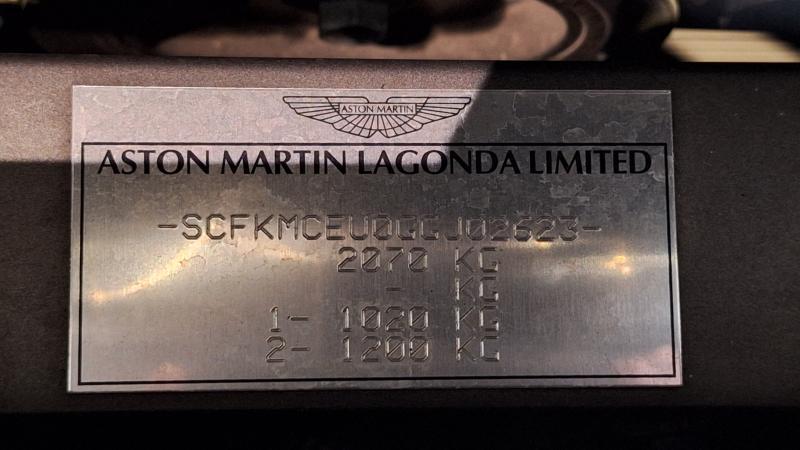 ASTON MARTIN
ASTON MARTIN LAGONDA LIMITED
-SCFKMCEU0GGJ02623-
2070 KG
- KG
1- 1020 KG
2- 1200 KG